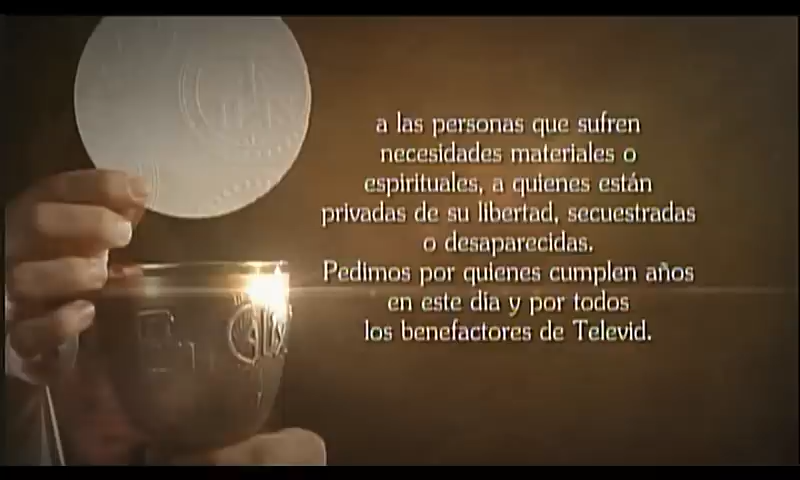 a las personas que sufren
necesidades materiales o
espirituales, a quienes están
privadas de su libertad, secuestradas
o desaparecidas.
Pedimos por quienes cumplen años
en este día y por todos
los benefactores de Televid.